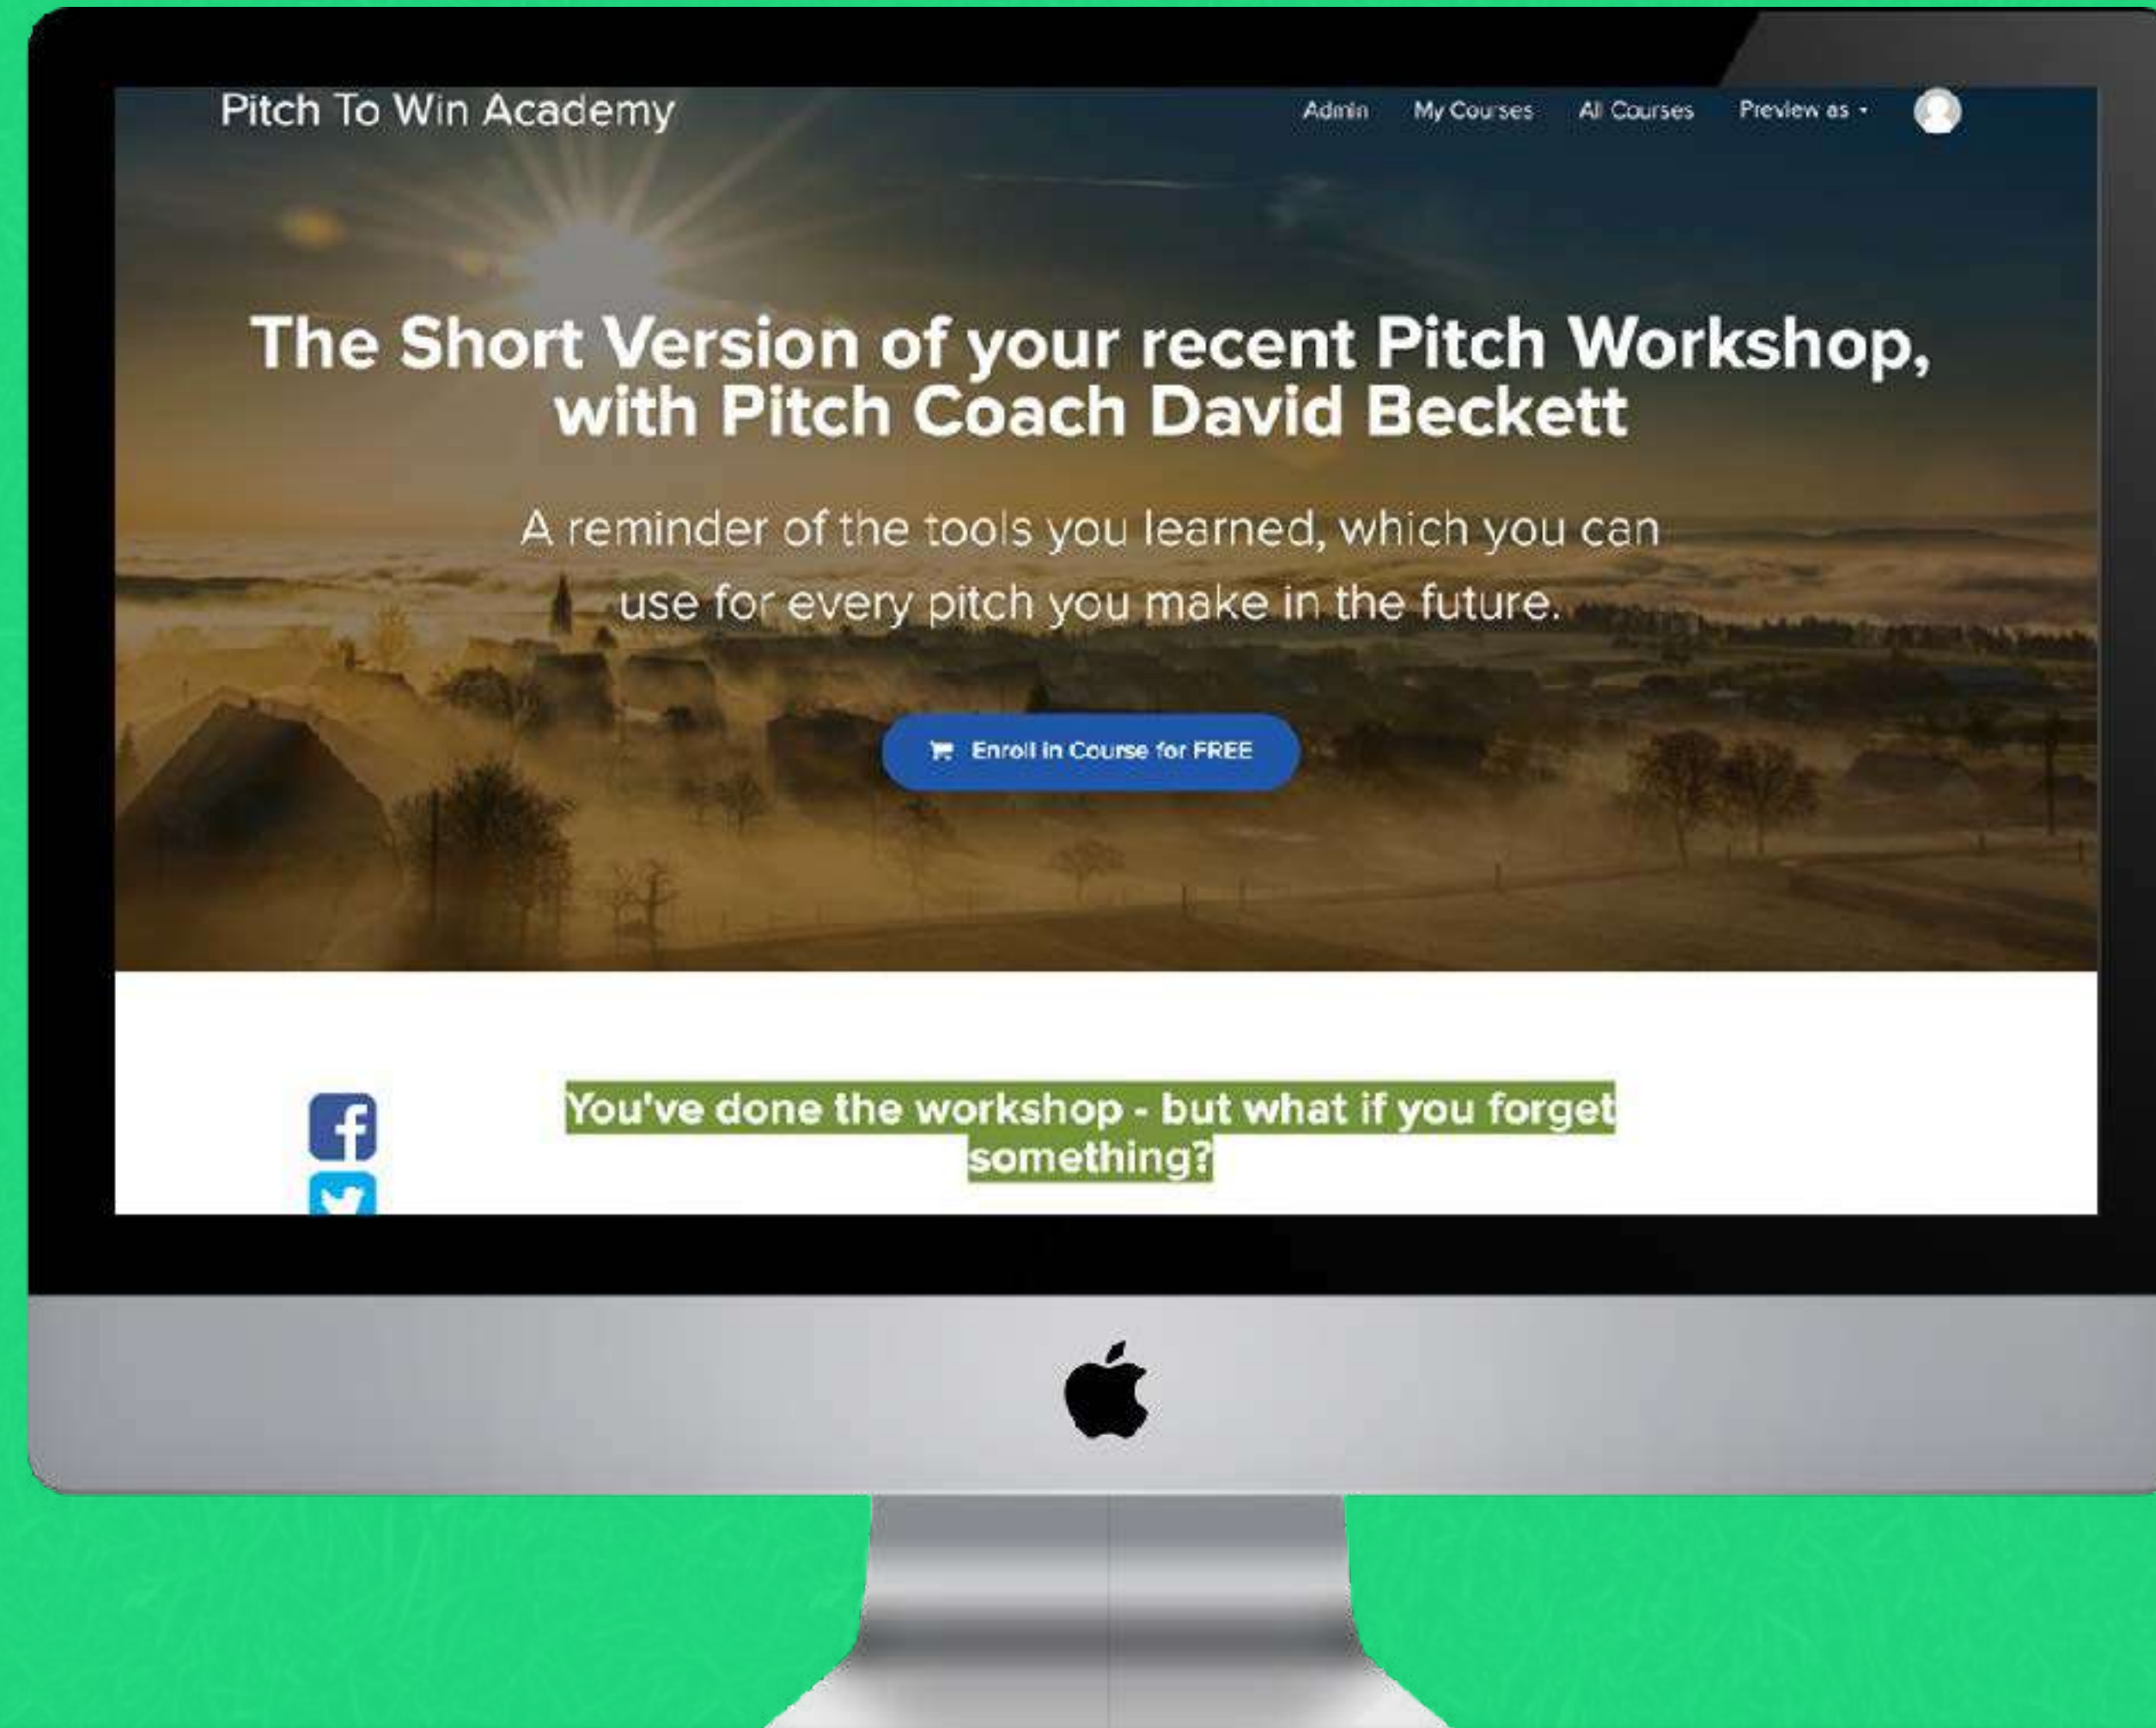 Pitch To Win Academy
Admin My Courses All Courses Preview as
The Short Version of your recent Pitch Workshop,
with Pitch Coach David Beckett
A reminder of the tools you learned, which you can
use for every pitch you make in the future.
Enroll in Course for FREE
You've done the workshop - but what if you forget
something?